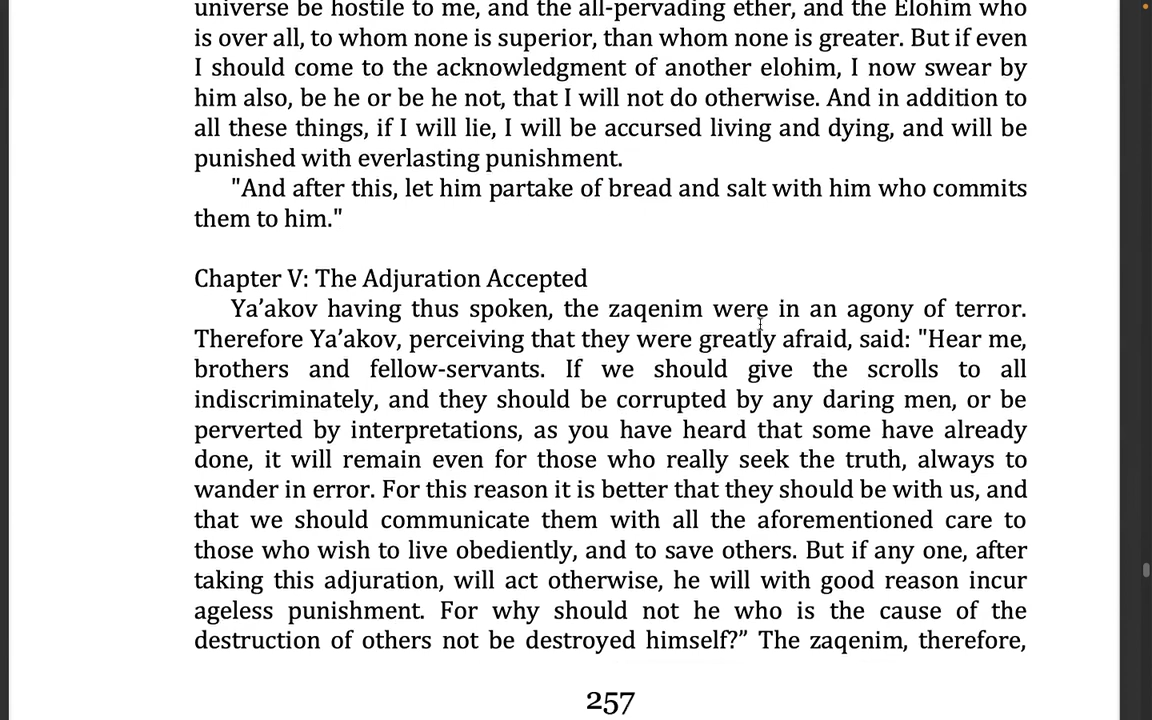 universe be hostile to me, and the all-pervading ether, and the Elohim who
is over all, to whom none is superior, than whom none is greater. But if even
I should come to the acknowledgment of another elohim, I now swear by
him also, be he or be he not, that I will not do otherwise. And in addition to
all these things, if I will lie, I will be accursed living and dying, and will be
punished with everlasting punishment.
"And after this, let him partake of bread and salt with him who commits
them to him."
Chapter V: The Adjuration Accepted
Ya’akov having thus spoken, the zaqenim were in an agony of terror.
Therefore Ya’akov, perceiving that they were greatly afraid, said: "Hear me,
brothers and fellow-servants. If we should give the scrolls to all
indiscriminately, and they should be corrupted by any daring men, or be
perverted by interpretations, as you have heard that some have already
done, it will remain even for those who really seek the truth, always to
wander in error. For this reason it is better that they should be with us, and
that we should communicate them with all the aforementioned care to
those who wish to live obediently, and to save others. But if any one, after
taking this adjuration, will act otherwise, he will with good reason incur
ageless punishment. For why should not he who is the cause of the
destruction of others not be destroyed himself?” The zaqenim, therefore,
257